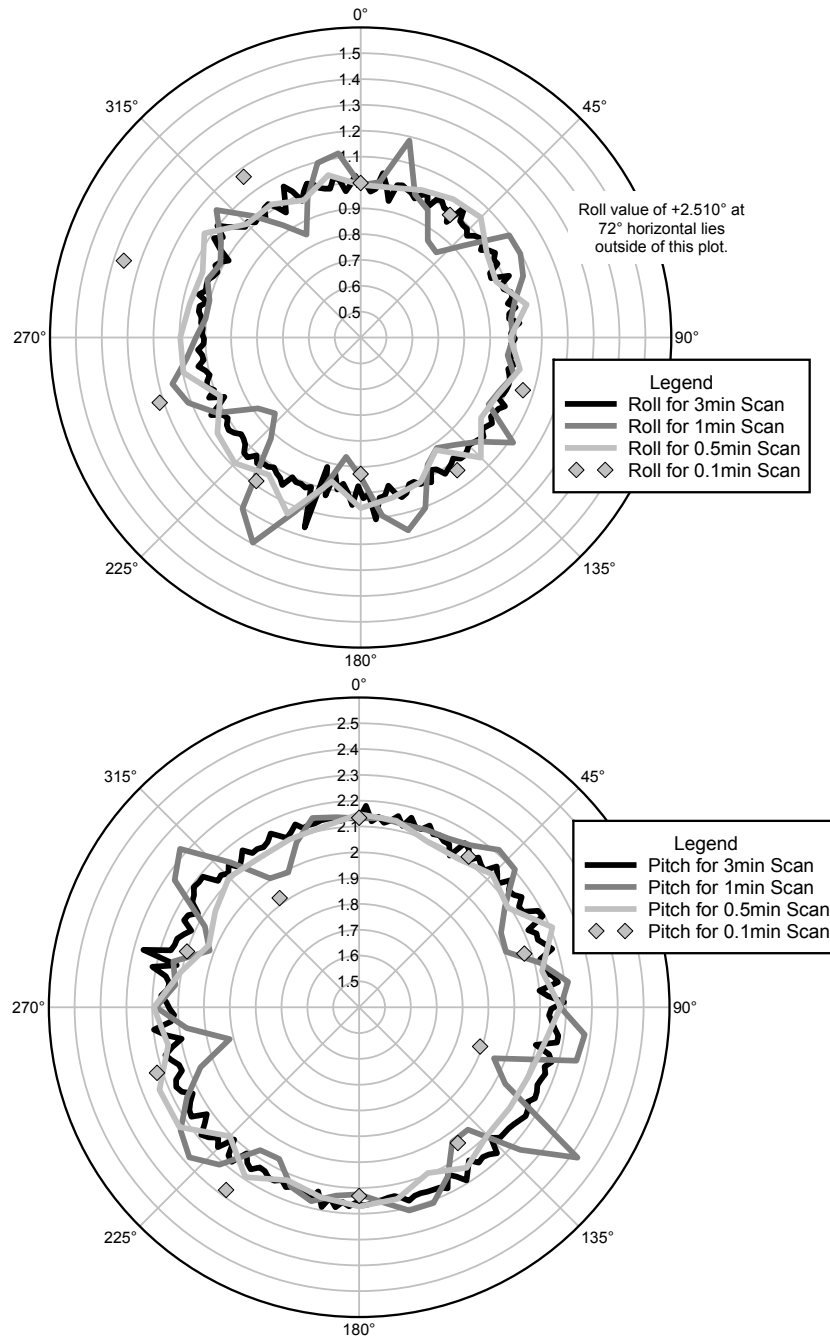 0°
1.5
1.4
1.3
1.2
1.1
0.9
0.8
0.7
0.6
0.5
315°
45°
Roll value of +2.510° at
72° horizontal lies
outside of this plot.
270°
90°
Legend
Roll for 3min Scan
Roll for 1min Scan
Roll for 0.5min Scan
Roll for 0.1min Scan
225°
135°
180°
0°
2.5
2.4
2.3
2.2
2.1
2
1.9
1.8
1.7
1.6
1.5
315°
45°
Legend
Pitch for 3min Scan
Pitch for 1min Scan
Pitch for 0.5min Scan
Pitch for 0.1min Scan
270°
90°
225°
135°
180°